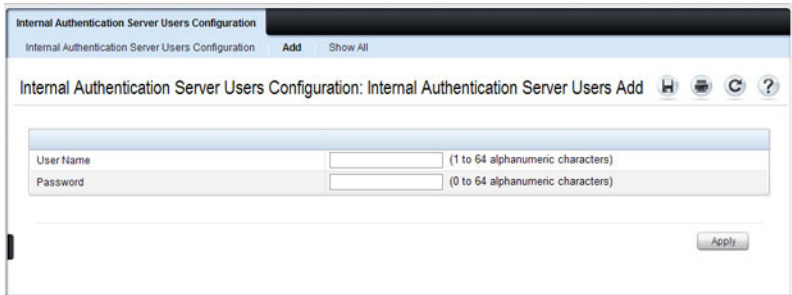 Internal Authentication Server Users Configuration
Internal Authentication Server Users Configuration Add Show All
Internal Authentication Server Users Configuration: Internal Authentication Server Users Add ?
User Name (1 to 64 alphanumeric characters)
Password (0 to 64 alphanumeric characters)
Apply